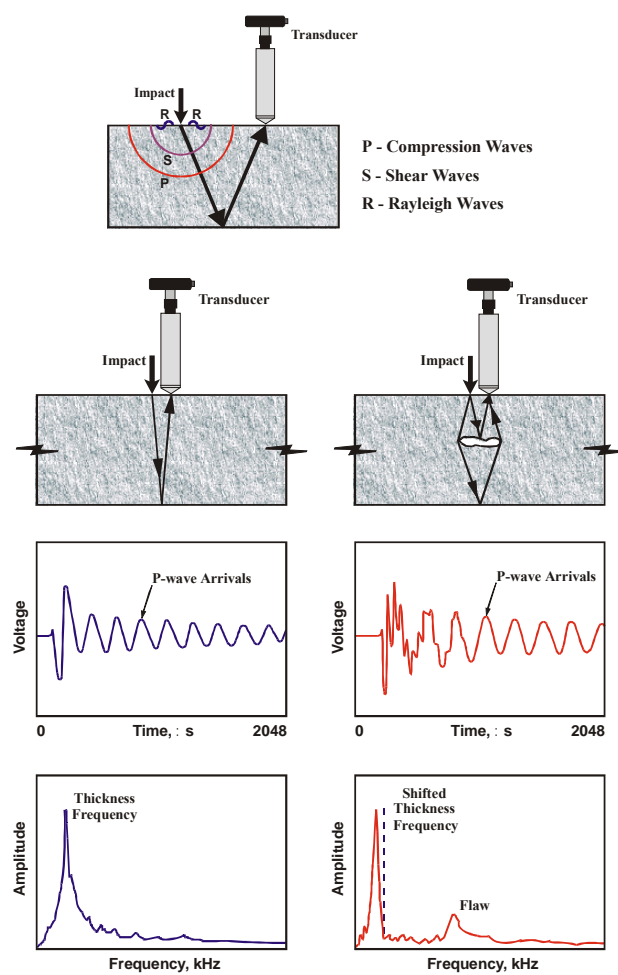 Transducer
Impact
R R
S
P
P - Compression Waves
S - Shear Waves
R - Rayleigh Waves
Transducer
Impact
Transducer
Impact
P-wave Arrivals
Voltage
0 Time, : s 2048
P-wave Arrivals
Voltage
0 Time, : s 2048
Thickness
Frequency
Amplitude
Frequency, kHz
Shifted
Thickness
Frequency
Flaw
Amplitude
Frequency, kHz